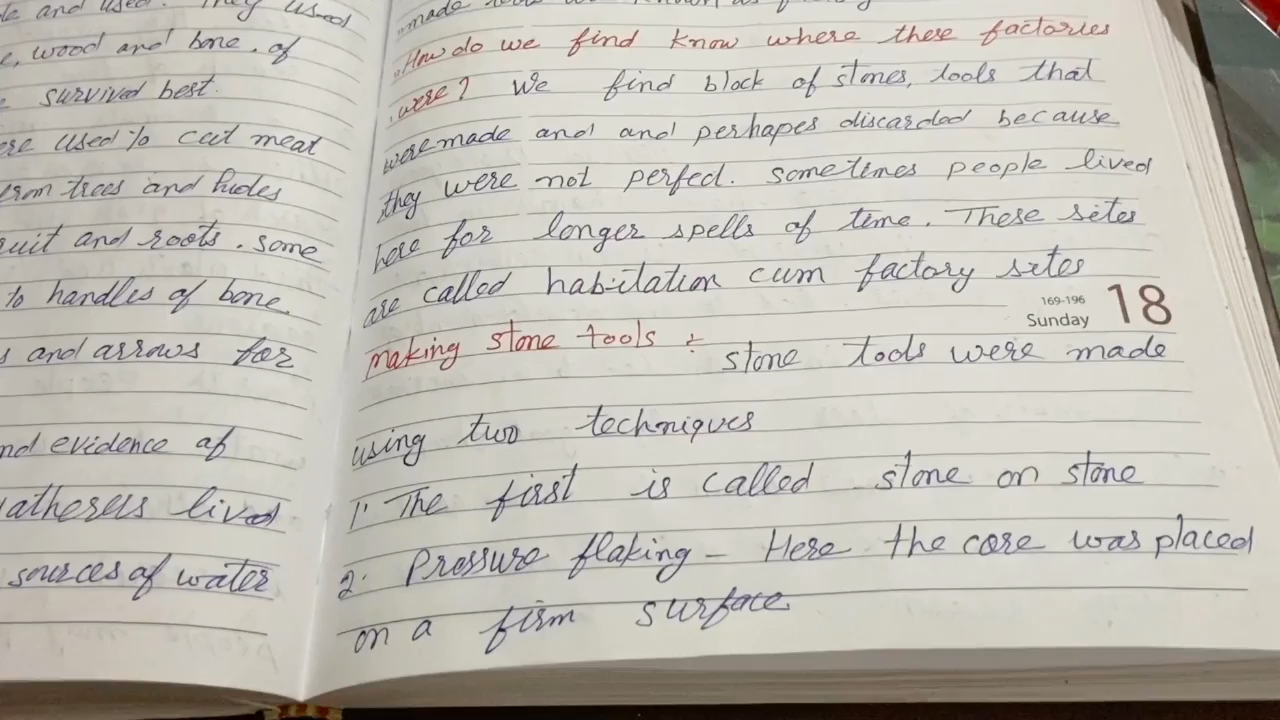 le and used. They used
e, wood and bone. of
survived best.
ere used to cut meat
from trees and hides
ruit and roots. some
to handles of bone.
s and arrows for
nd evidence of
atherers lived
sources of water
made
How do we find know where these factories
were? We find block of stones, tools that
were made and and perhapes discarded because
they were not perfed. sometimes people lived
here for longer spells of time. These sites
are called habitation cum factory sites
169-196
Sunday 18
making stone tools ÷ stone tools were made
using two techniques
1. The first is called stone on stone
2. Pressure flaking - Here the core was placed
on a firm surface